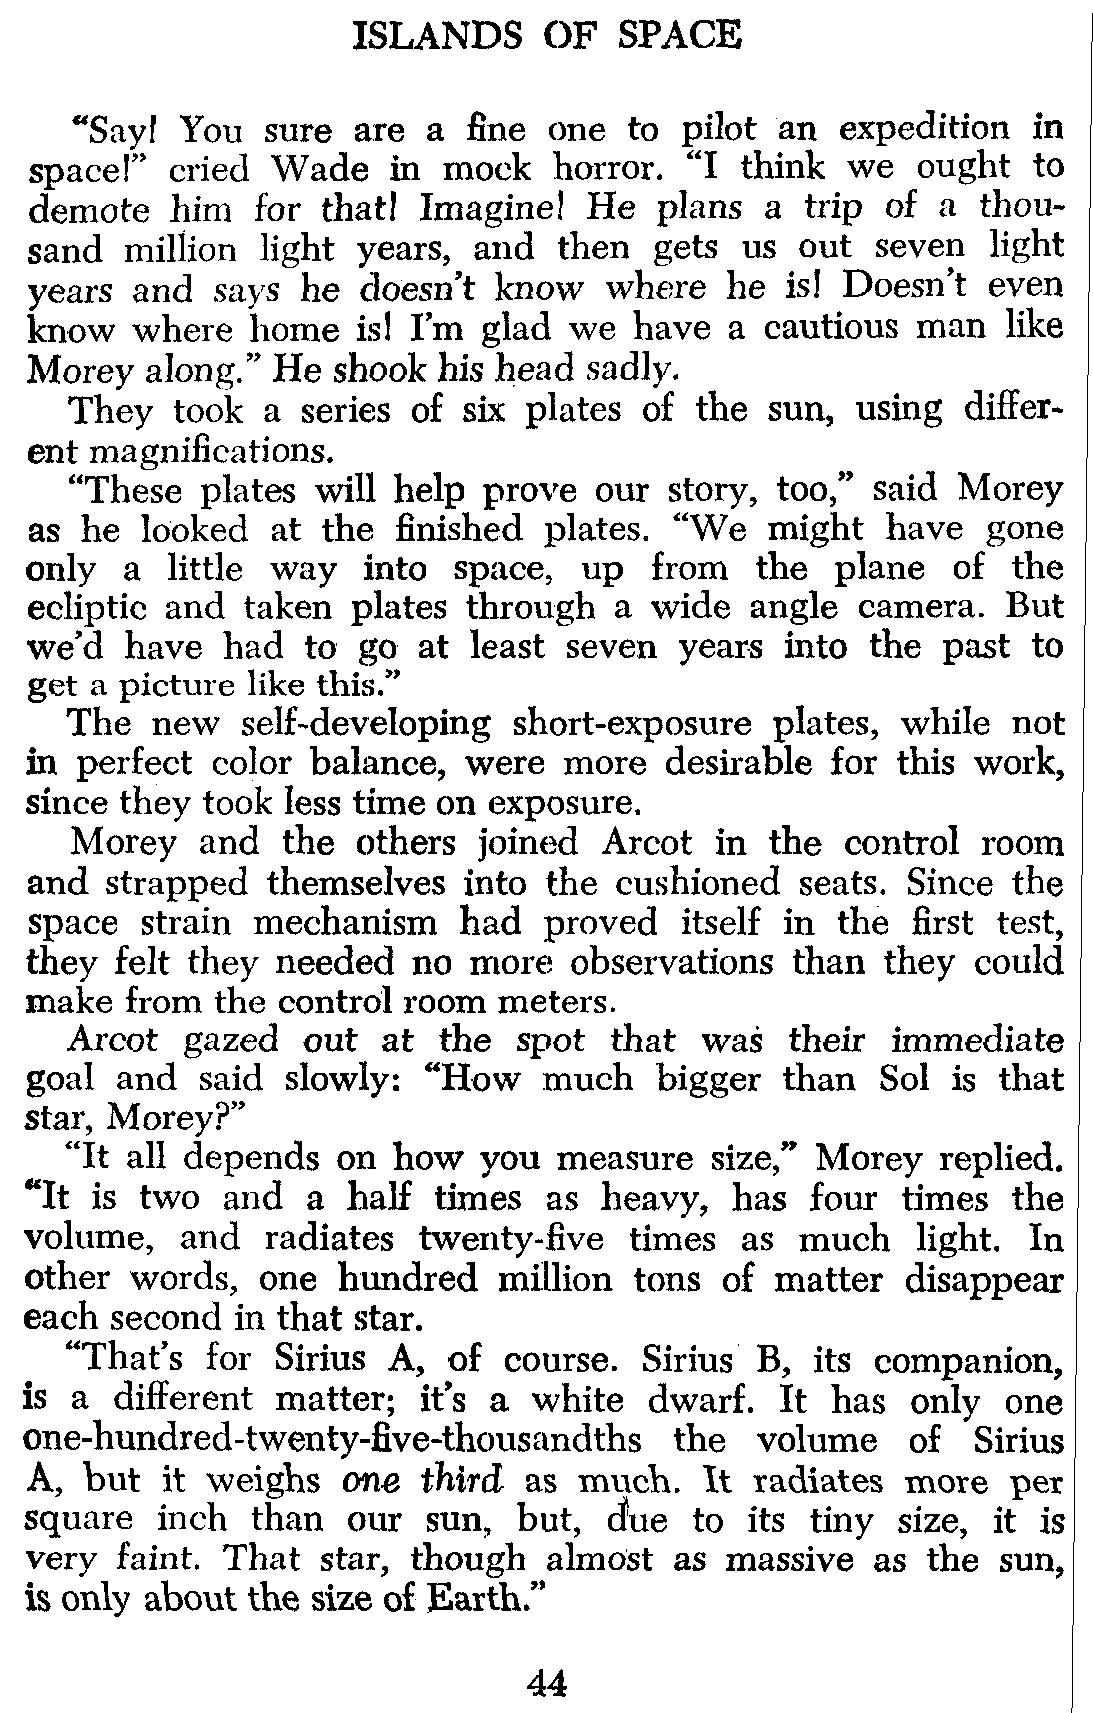 ISLANDS OF SPACE
“Say! You sure are a fine one to pilot an expedition in
space!” cried Wade in mock horror. “I think we ought to
demote him for that! Imagine! He plans a trip of a thou-
sand million light years, and then gets us out seven light
years and says he doesn’t know where he is! Doesn’t even
know where home is! I’m glad we have a cautious man like
Morey along.” He shook his head sadly.
They took a series of six plates of the sun, using differ-
ent magnifications.
“These plates will help prove our story, too,” said Morey
as he looked at the finished plates. “We might have gone
only a little way into space, up from the plane of the
ecliptic and taken plates through a wide angle camera. But
we’d have had to go at least seven years into the past to
get a picture like this.”
The new self-developing short-exposure plates, while not
in perfect color balance, were more desirable for this work,
since they took less time on exposure.
Morey and the others joined Arcot in the control room
and strapped themselves into the cushioned seats. Since the
space strain mechanism had proved itself in the first test,
they felt they needed no more observations than they could
make from the control room meters.
Arcot gazed out at the spot that was their immediate
goal and said slowly: “How much bigger than Sol is that
star, Morey?”
“It all depends on how you measure size,” Morey replied.
“It is two and a half times as heavy, has four times the
volume, and radiates twenty-five times as much light. In
other words, one hundred million tons of matter disappear
each second in that star.
“That’s for Sirius A, of course. Sirius B, its companion,
is a different matter; it’s a white dwarf. It has only one
one-hundred-twenty-five-thousandths the volume of Sirius
A, but it weighs one third as much. It radiates more per
square inch than our sun, but, due to its tiny size, it is
very faint. That star, though almost as massive as the sun,
is only about the size of Earth.”
44